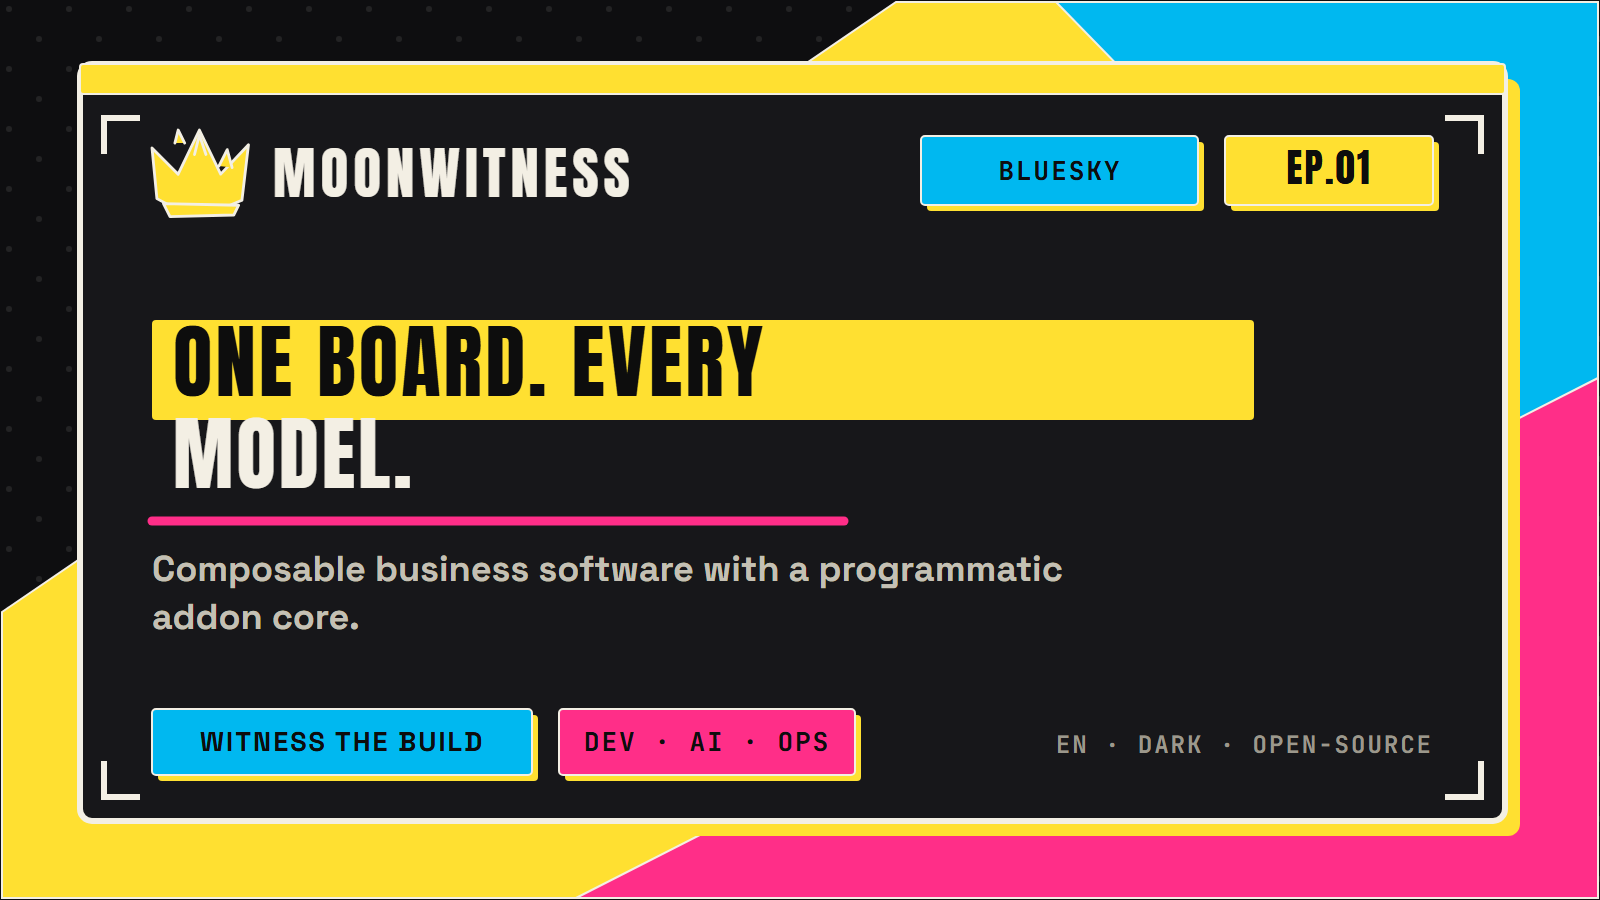 MOONWITNESS
BLUESKY
EP.01
ONE BOARD. EVERY
MODEL.
Composable business software with a programmatic
addon core.
WITNESS THE BUILD
DEV · AI · OPS
EN · DARK · OPEN-SOURCE